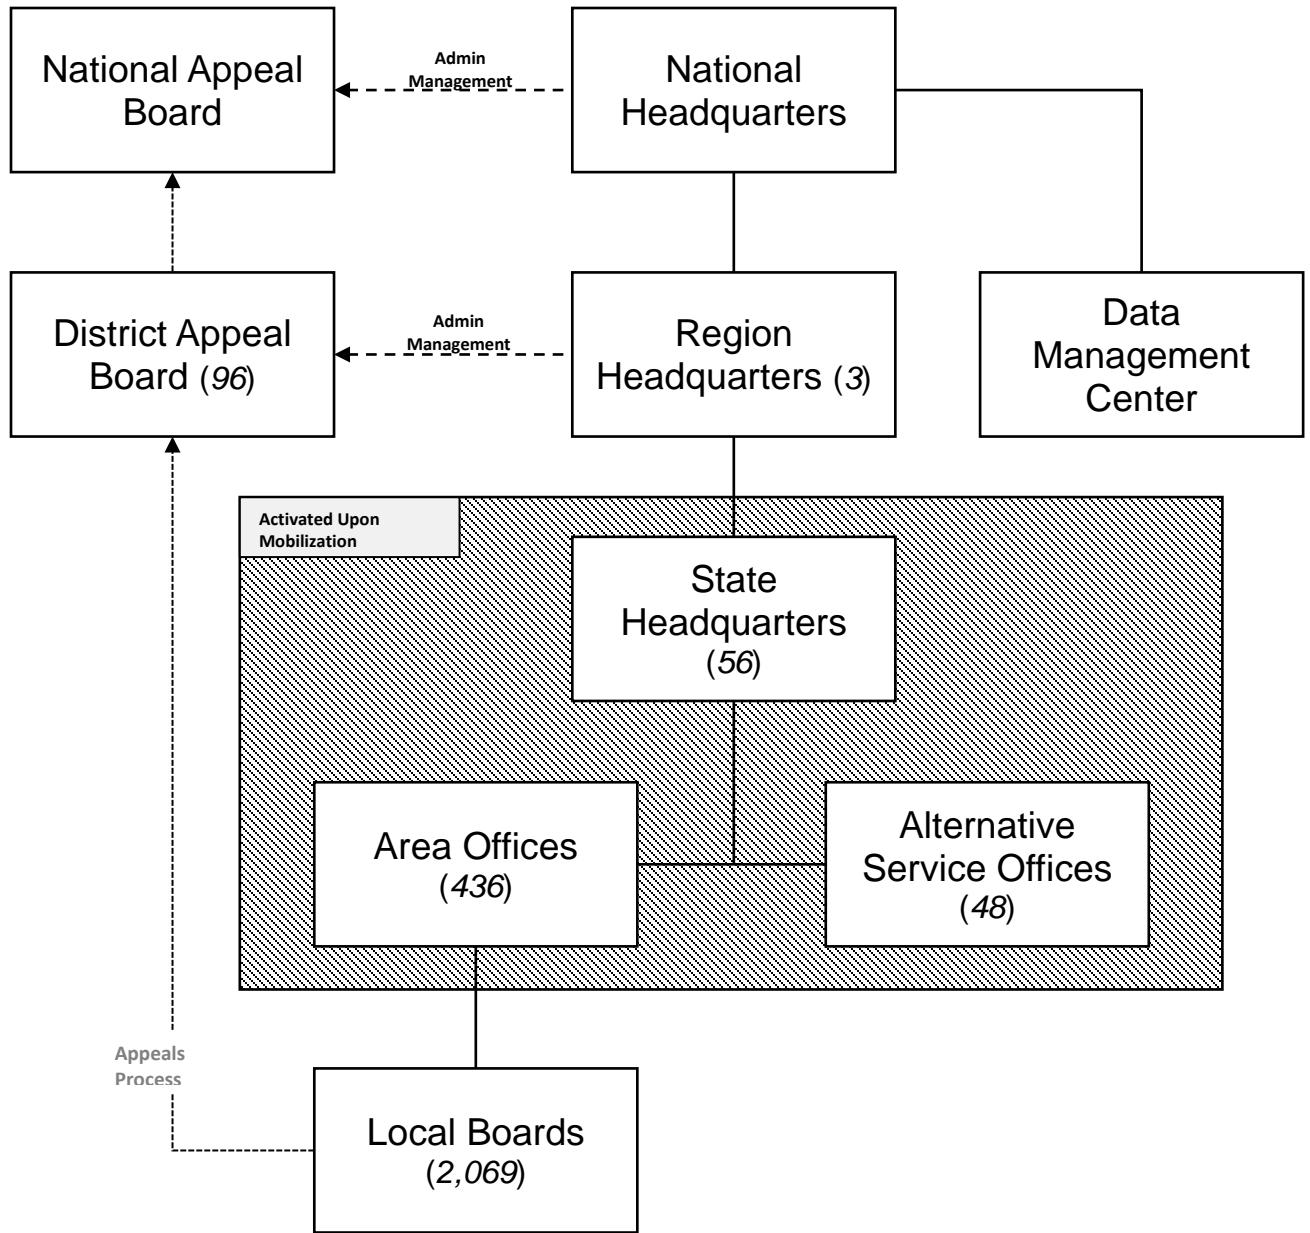 National Appeal
Board
Admin
Management
National
Headquarters
District Appeal
Board (96)
Admin
Management
Region
Headquarters (3)
Data
Management
Center
Activated Upon
Mobilization
State
Headquarters
(56)
Area Offices
(436)
Alternative
Service Offices
(48)
Appeals
Process
Local Boards
(2,069)